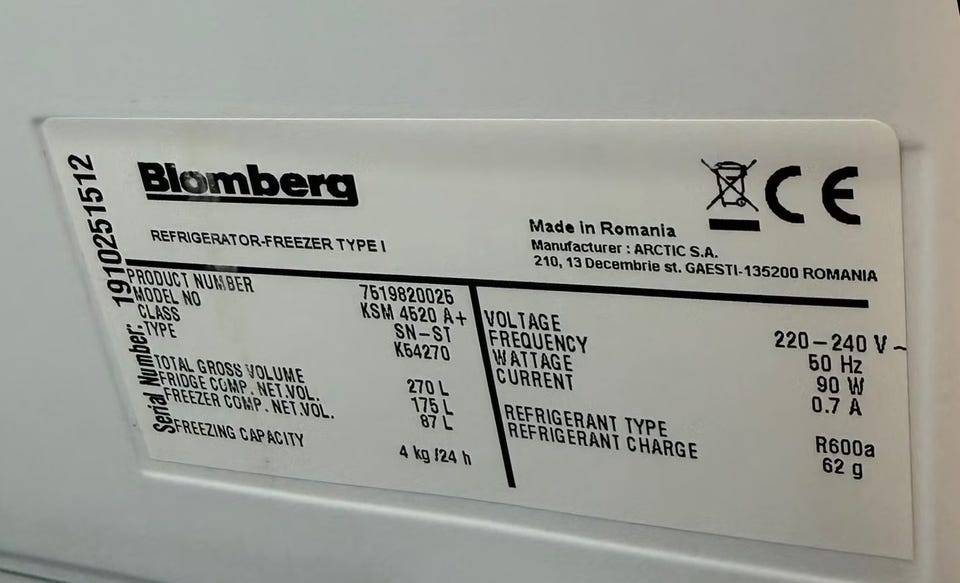 Serial Number: 1910251512
Blomberg
REFRIGERATOR-FREEZER TYPE I
Made in Romania
Manufacturer : ARCTIC S.A.
210, 13 Decembrie st. GAESTI-135200 ROMANIA
PRODUCT NUMBER 7519820025
MODEL NO KSM 4520 A+
CLASS SN-ST
TYPE K54270
TOTAL GROSS VOLUME 270 L
FRIDGE COMP. NET.VOL. 175 L
FREEZER COMP. NET.VOL. 87 L
FREEZING CAPACITY 4 kg /24 h
VOLTAGE 220-240 V ~
FREQUENCY 50 Hz
WATTAGE 90 W
CURRENT 0.7 A
REFRIGERANT TYPE R600a
REFRIGERANT CHARGE 62 g